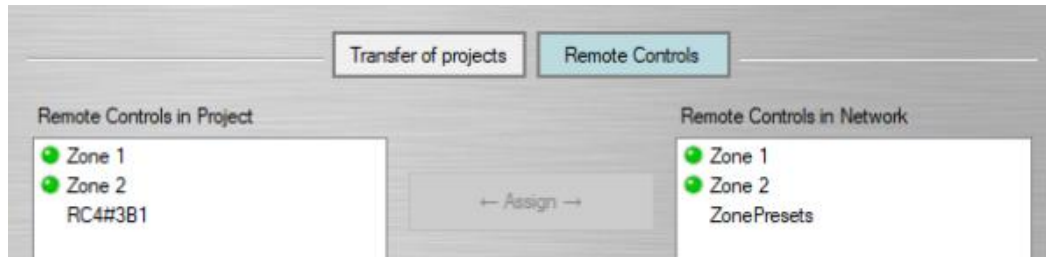 Transfer of projects
Remote Controls
Remote Controls in Project
Zone 1
Zone 2
RC4#3B1
← Assign →
Remote Controls in Network
Zone 1
Zone 2
ZonePresets